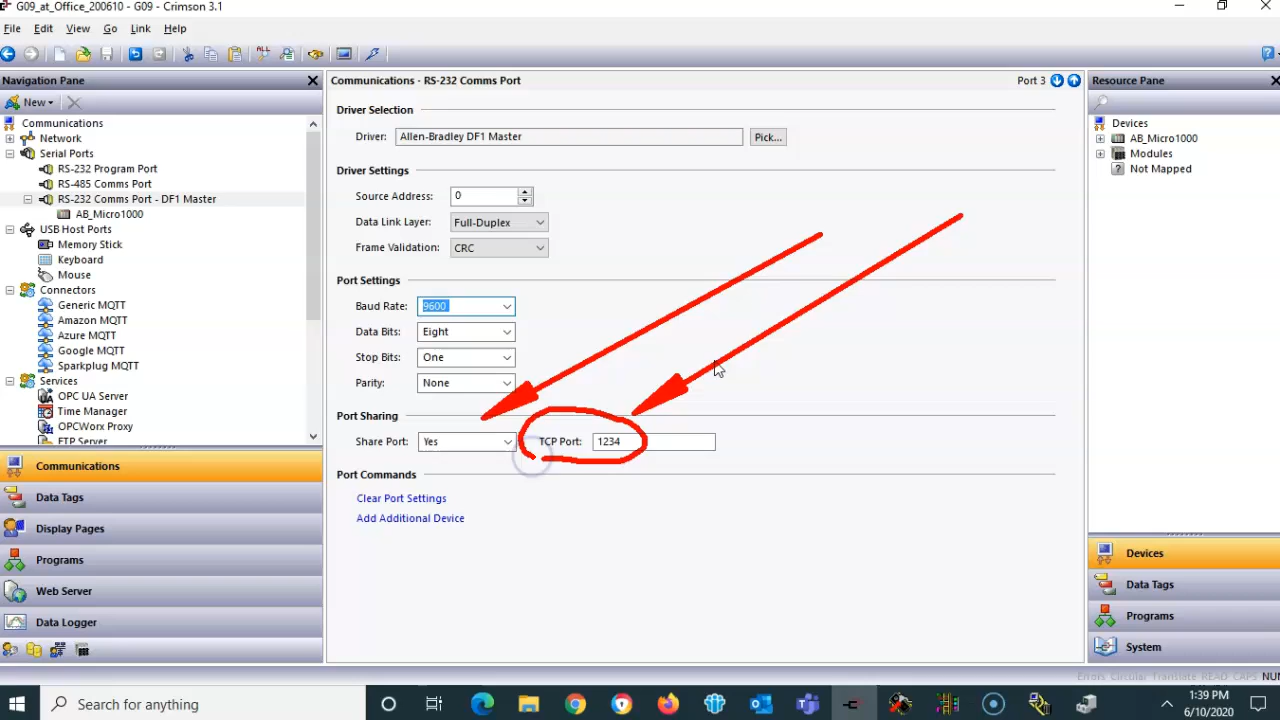 G09_at_Office_200610 - G09 - Crimson 3.1
File Edit View Go Link Help
Navigation Pane
New
Communications
Network
Serial Ports
RS-232 Program Port
RS-485 Comms Port
RS-232 Comms Port - DF1 Master
AB_Micro1000
USB Host Ports
Memory Stick
Keyboard
Mouse
Connectors
Generic MQTT
Amazon MQTT
Azure MQTT
Google MQTT
Sparkplug MQTT
Services
OPC UA Server
Time Manager
OPCWorx Proxy
FTP Server
Communications
Data Tags
Display Pages
Programs
Web Server
Data Logger
Communications - RS-232 Comms Port Port 3
Driver Selection
Driver: Allen-Bradley DF1 Master Pick...
Driver Settings
Source Address: 0
Data Link Layer: Full-Duplex
Frame Validation: CRC
Port Settings
Baud Rate: 9600
Data Bits: Eight
Stop Bits: One
Parity: None
Port Sharing
Share Port: Yes TCP Port: 1234
Port Commands
Clear Port Settings
Add Additional Device
Resource Pane
Devices
AB_Micro1000
Modules
Not Mapped
Devices
Data Tags
Programs
System
Errors Circular Translate READ CAPS NUM
Search for anything
1:39 PM
6/10/2020